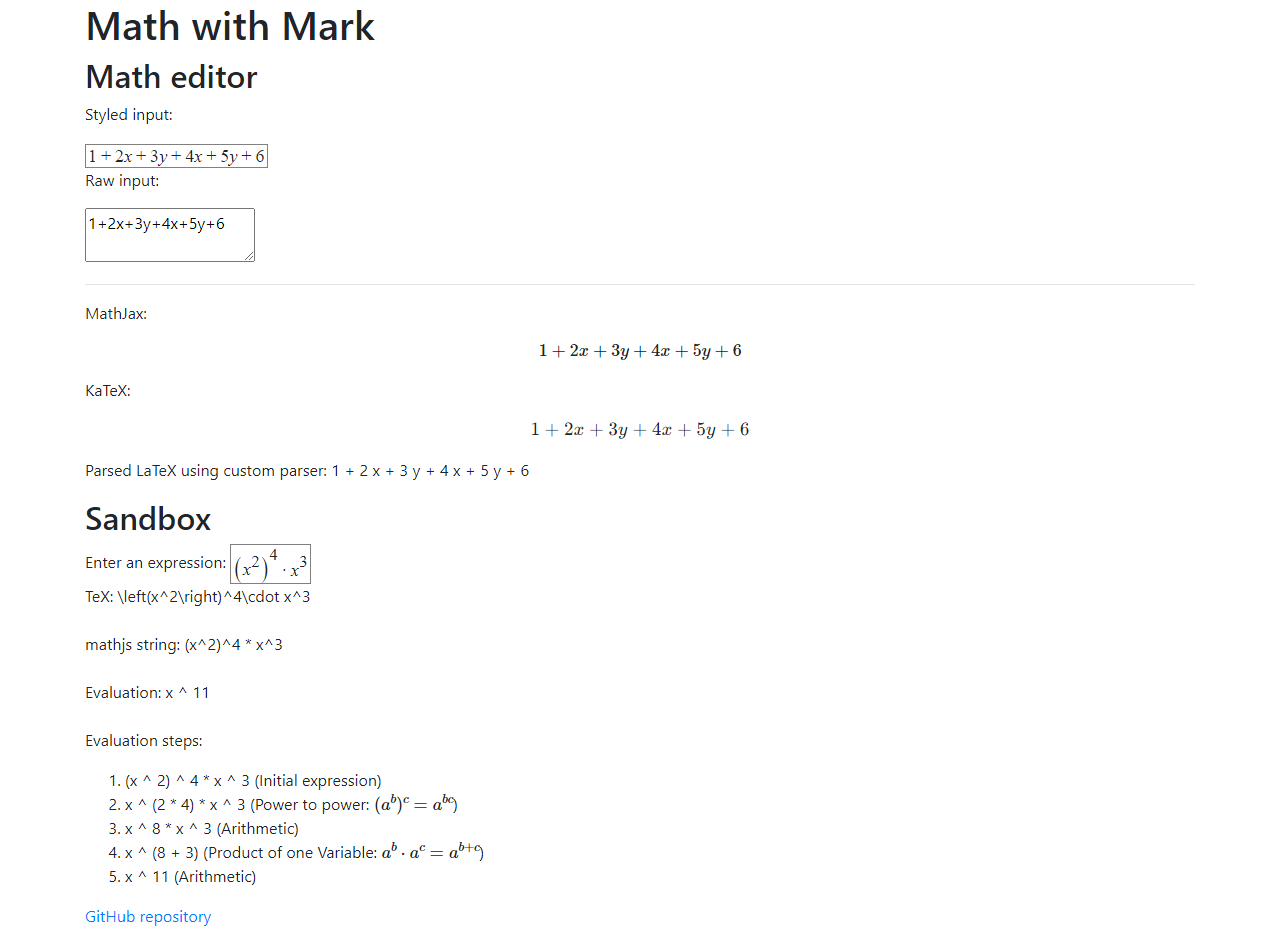 Math with Mark
Math editor
Styled input:
1 + 2x + 3y + 4x + 5y + 6
Raw input:
1+2x+3y+4x+5y+6
MathJax:
1 + 2x + 3y + 4x + 5y + 6
KaTeX:
1 + 2x + 3y + 4x + 5y + 6
Parsed LaTeX using custom parser: 1 + 2 x + 3 y + 4 x + 5 y + 6
Sandbox
Enter an expression: (x^2)^4 · x^3
TeX: \left(x^2\right)^4\cdot x^3
mathjs string: (x^2)^4 * x^3
Evaluation: x ^ 11
Evaluation steps:
1. (x ^ 2) ^ 4 * x ^ 3 (Initial expression)
2. x ^ (2 * 4) * x ^ 3 (Power to power: (a^b)^c = a^{bc})
3. x ^ 8 * x ^ 3 (Arithmetic)
4. x ^ (8 + 3) (Product of one Variable: a^b · a^c = a^{b+c})
5. x ^ 11 (Arithmetic)
GitHub repository